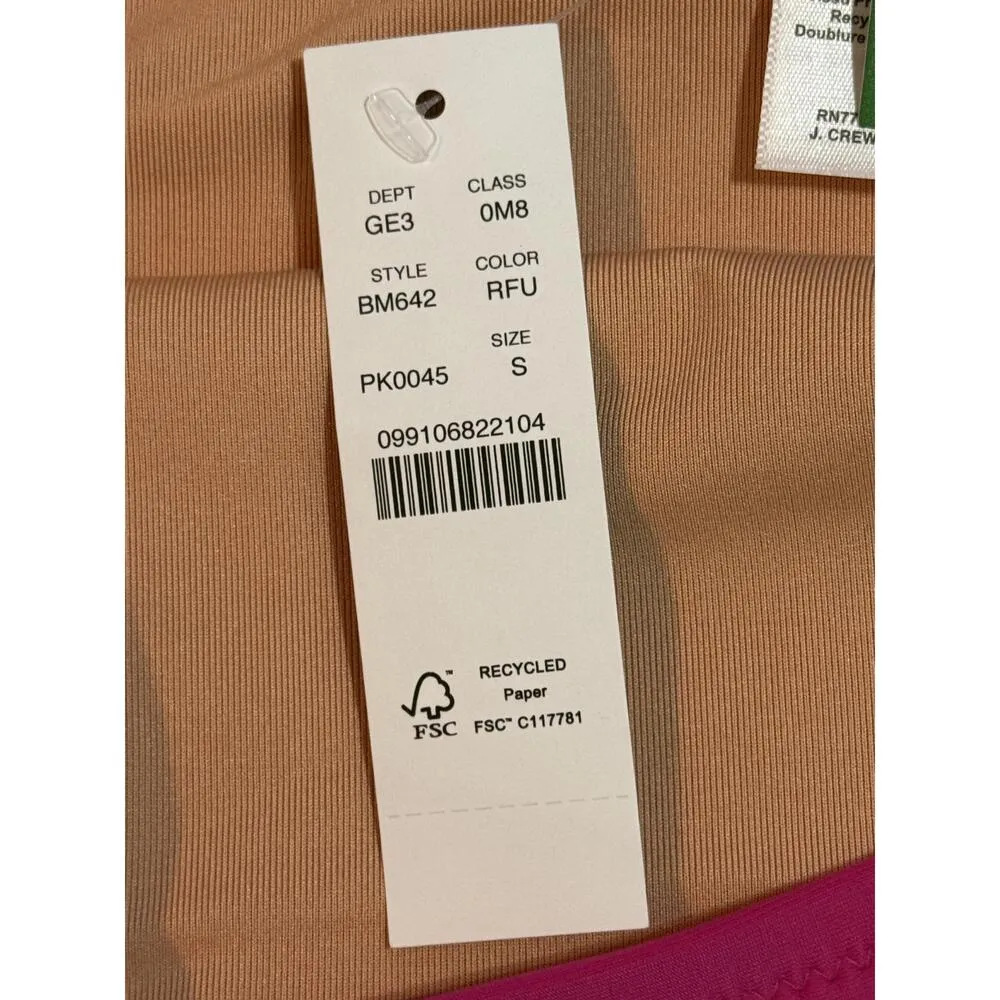 DEPT CLASS
GE3 0M8
STYLE COLOR
BM642 RFU
SIZE
PK0045 S
099106822104
RECYCLED
Paper
FSC™ C117781
FSC
™
Recy
Doublure
RN77
J. CREW